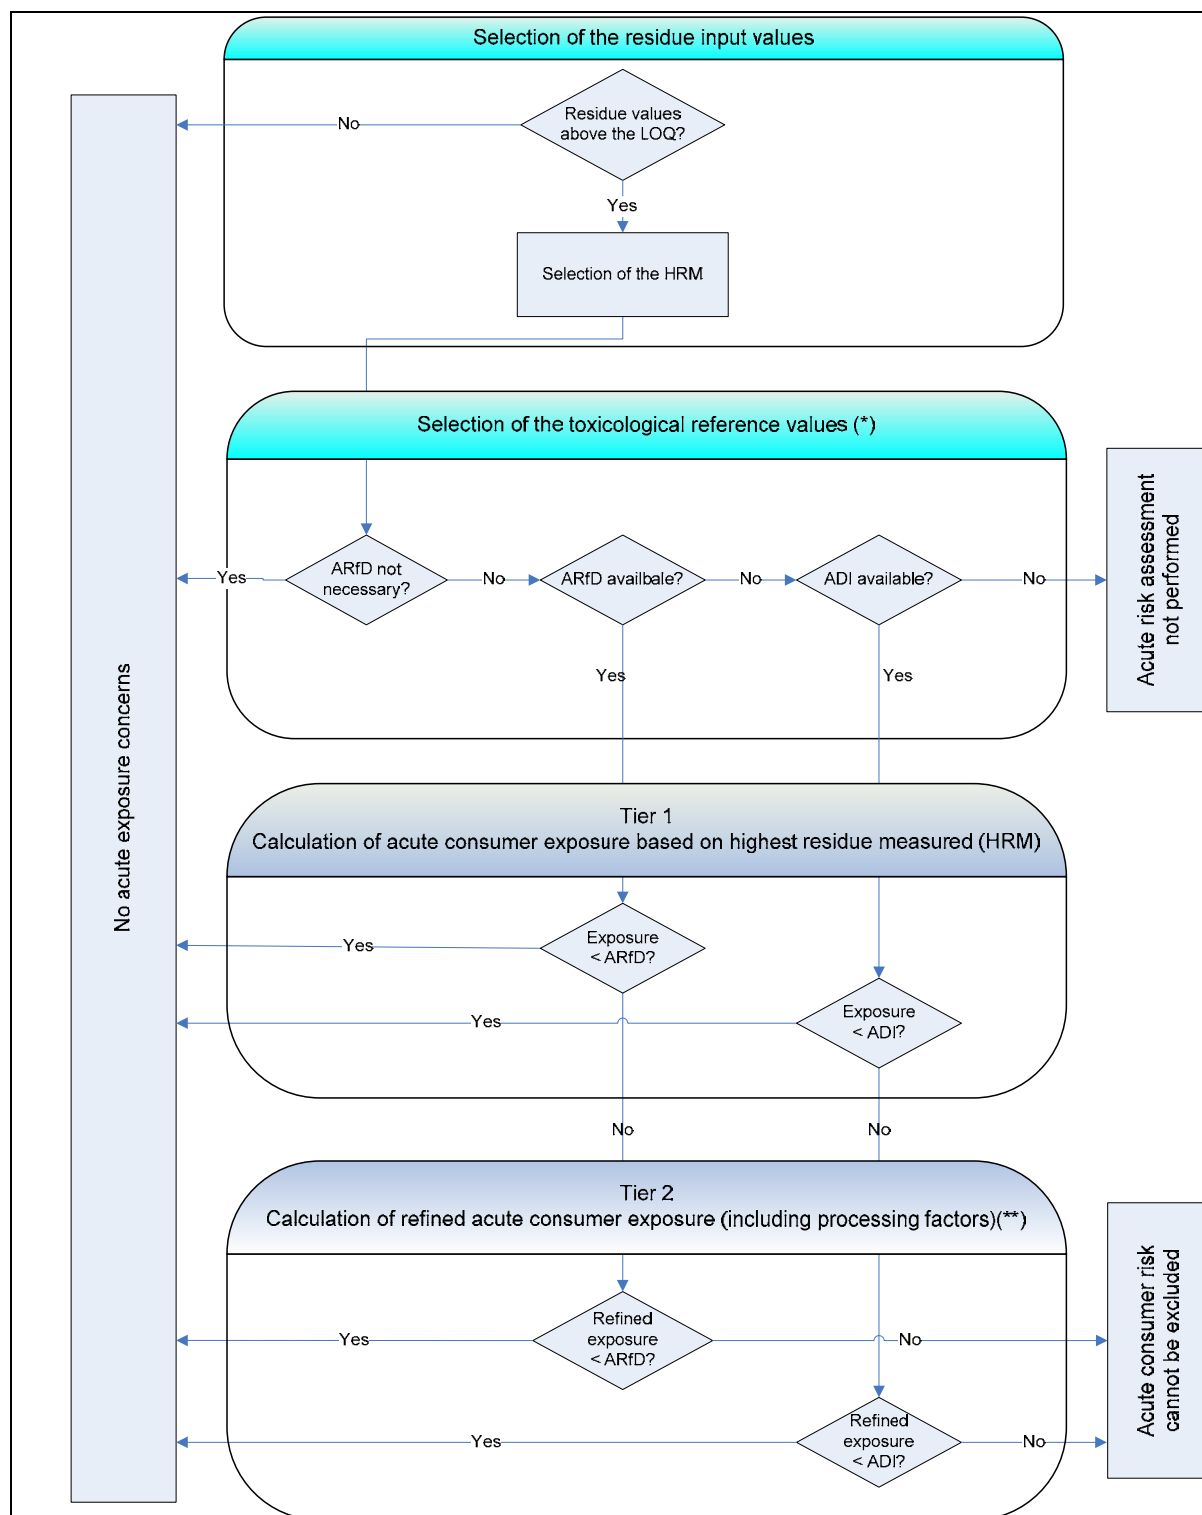 Selection of the residue input values
Residue values
above the LOQ?
No
Yes
Selection of the HRM
Selection of the toxicological reference values (*)
ARfD not
necessary?
Yes
No
ARfD availbale?
No
ADI available?
No
Yes
Yes
Acute risk assessment
not performed
No acute exposure concerns
Tier 1
Calculation of acute consumer exposure based on highest residue measured (HRM)
Exposure
< ARfD?
Yes
Exposure
< ADI?
Yes
No
No
Tier 2
Calculation of refined acute consumer exposure (including processing factors)(**)
Refined
exposure
< ARfD?
Yes
No
Refined
exposure
< ADI?
Yes
No
Acute consumer risk
cannot be excluded